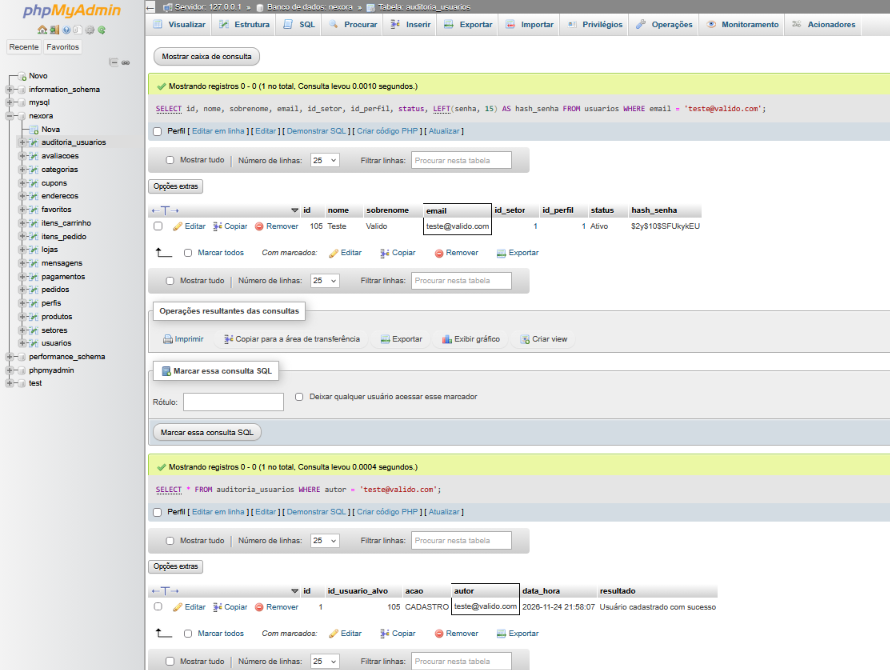 phpMyAdmin
Recente Favoritos
Novo
information_schema
mysql
nexora
Nova
auditoria_usuarios
avaliacoes
categorias
cupons
enderecos
favoritos
itens_carrinho
itens_pedido
lojas
mensagens
pagamentos
pedidos
perfis
produtos
setores
usuarios
performance_schema
phpmyadmin
test
Servidor: 127.0.0.1 » Banco de dados: nexora » Tabela: auditoria_usuarios
Visualizar Estrutura SQL Procurar Inserir Exportar Importar Privilégios Operações Monitoramento Acionadores
Mostrar caixa de consulta
Mostrando registros 0 - 0 (1 no total, Consulta levou 0.0010 segundos.)
SELECT id, nome, sobrenome, email, id_setor, id_perfil, status, LEFT(senha, 15) AS hash_senha FROM usuarios WHERE email = 'teste@valido.com';
Perfil [ Editar em linha ] [ Editar ] [ Demonstrar SQL ] [ Criar código PHP ] [ Atualizar ]
Mostrar tudo | Número de linhas: 25 Filtrar linhas: Procurar nesta tabela
Opções extras
←T→ id nome sobrenome email id_setor id_perfil status hash_senha
Editar Copiar Remover 105 Teste Valido teste@valido.com 1 1 Ativo $2y$10$SFUkykEU
Marcar todos Com marcados: Editar Copiar Remover Exportar
Mostrar tudo | Número de linhas: 25 Filtrar linhas: Procurar nesta tabela
Operações resultantes das consultas
Imprimir Copiar para a área de transferência Exportar Exibir gráfico Criar view
Marcar essa consulta SQL
Rótulo: Deixar qualquer usuário acessar esse marcador
Marcar essa consulta SQL
Mostrando registros 0 - 0 (1 no total, Consulta levou 0.0004 segundos.)
SELECT * FROM auditoria_usuarios WHERE autor = 'teste@valido.com';
Perfil [ Editar em linha ] [ Editar ] [ Demonstrar SQL ] [ Criar código PHP ] [ Atualizar ]
Mostrar tudo | Número de linhas: 25 Filtrar linhas: Procurar nesta tabela
Opções extras
←T→ id id_usuario_alvo acao autor data_hora resultado
Editar Copiar Remover 1 105 CADASTRO teste@valido.com 2026-11-24 21:58:07 Usuário cadastrado com sucesso
Marcar todos Com marcados: Editar Copiar Remover Exportar
Mostrar tudo | Número de linhas: 25 Filtrar linhas: Procurar nesta tabela